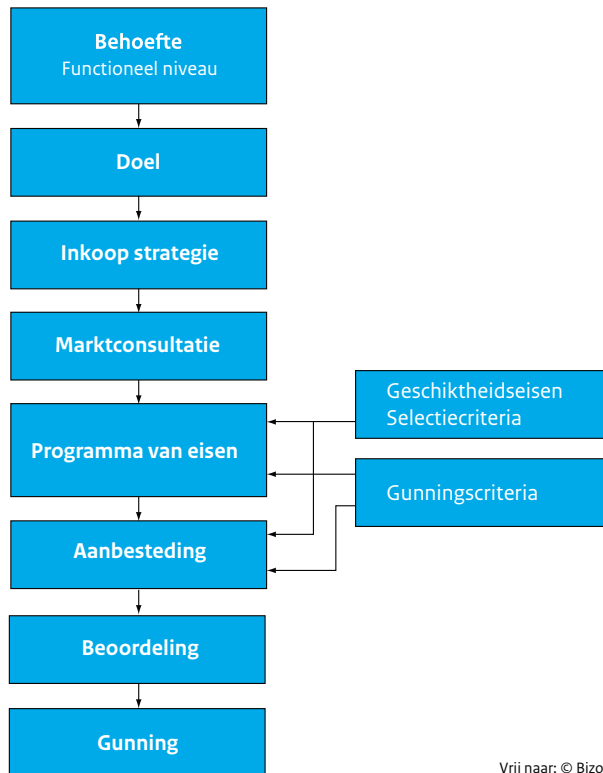 Behoefte
Functioneel niveau
Doel
Inkoop strategie
Marktconsultatie
Geschiktheidseisen
Selectiecriteria
Programma van eisen
Gunningscriteria
Aanbesteding
Beoordeling
Gunning
Vrij naar: © Bizo